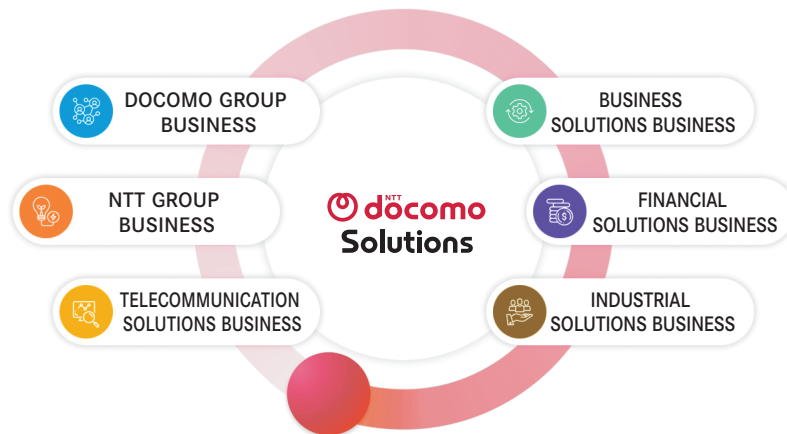 DOCOMO GROUP
BUSINESS
NTT GROUP
BUSINESS
TELECOMMUNICATION
SOLUTIONS BUSINESS
NTT
döcomo
Solutions
BUSINESS
SOLUTIONS BUSINESS
FINANCIAL
SOLUTIONS BUSINESS
INDUSTRIAL
SOLUTIONS BUSINESS